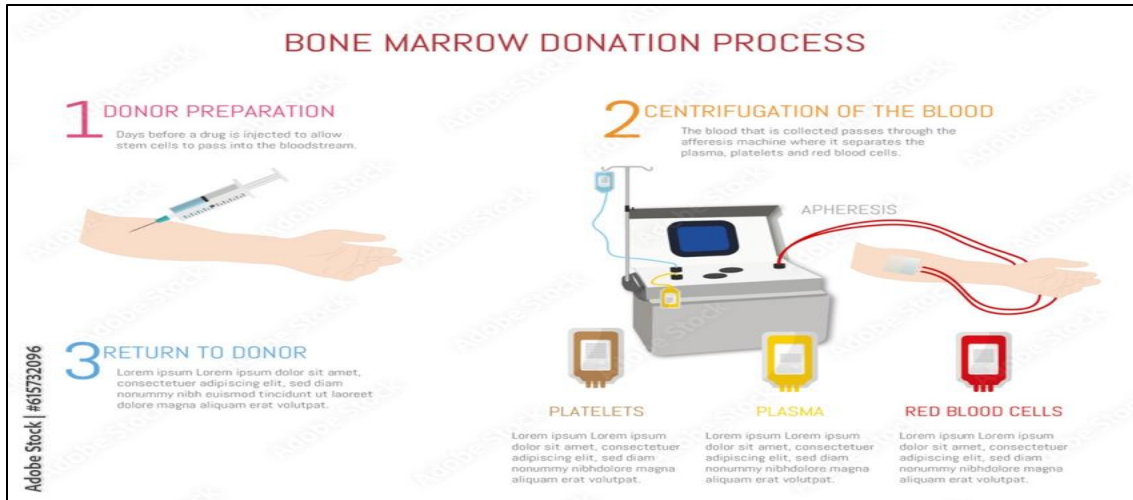 BONE MARROW DONATION PROCESS
1 DONOR PREPARATION
Days before a drug is injected to allow
stem cells to pass into the bloodstream.
2 CENTRIFUGATION OF THE BLOOD
The blood that is collected passes through the
afferesis machine where it separates the
plasma, platelets and red blood cells.
APHERESIS
3 RETURN TO DONOR
Lorem ipsum Lorem ipsum dolor sit amet,
consectetuer adipiscing elit, sed diam
nonummy nibh euismod tincidunt ut laoreet
dolore magna aliquam erat volutpat.
PLATELETS
Lorem ipsum Lorem ipsum
dolor sit amet, consectetuer
adipiscing elit, sed diam
nonummy nibhdolore magna
aliquam erat volutpat.
PLASMA
Lorem ipsum Lorem ipsum
dolor sit amet, consectetuer
adipiscing elit, sed diam
nonummy nibhdolore magna
aliquam erat volutpat.
RED BLOOD CELLS
Lorem ipsum Lorem ipsum
dolor sit amet, consectetuer
adipiscing elit, sed diam
nonummy nibhdolore magna
aliquam erat volutpat.
Adobe Stock | #615732096